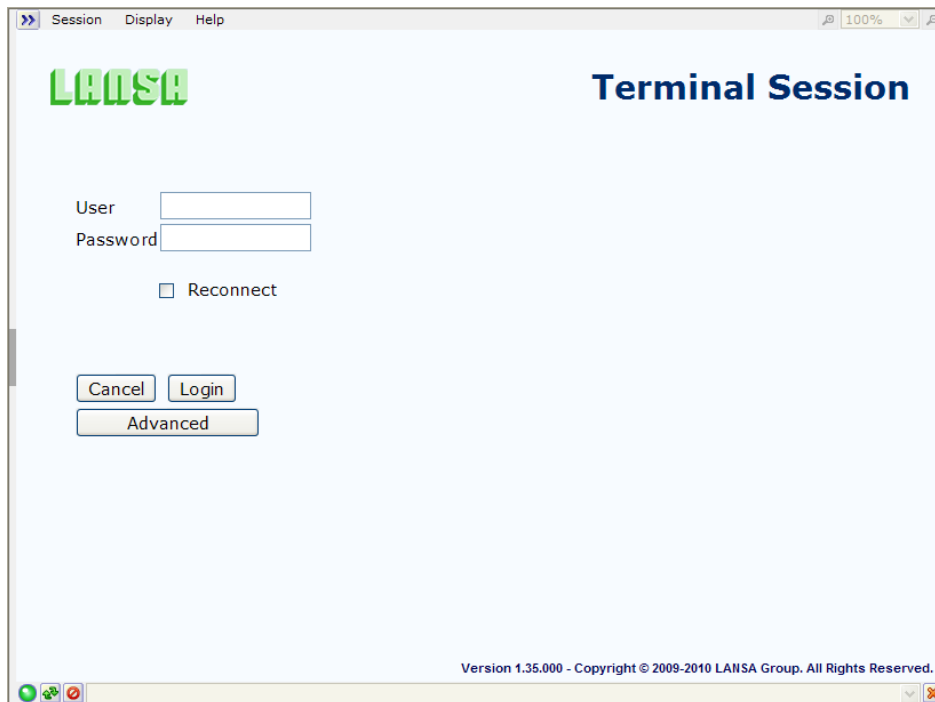 Session Display Help 100%
LANSA Terminal Session
User
Password
Reconnect
Cancel Login
Advanced
Version 1.35.000 - Copyright © 2009-2010 LANSA Group. All Rights Reserved.